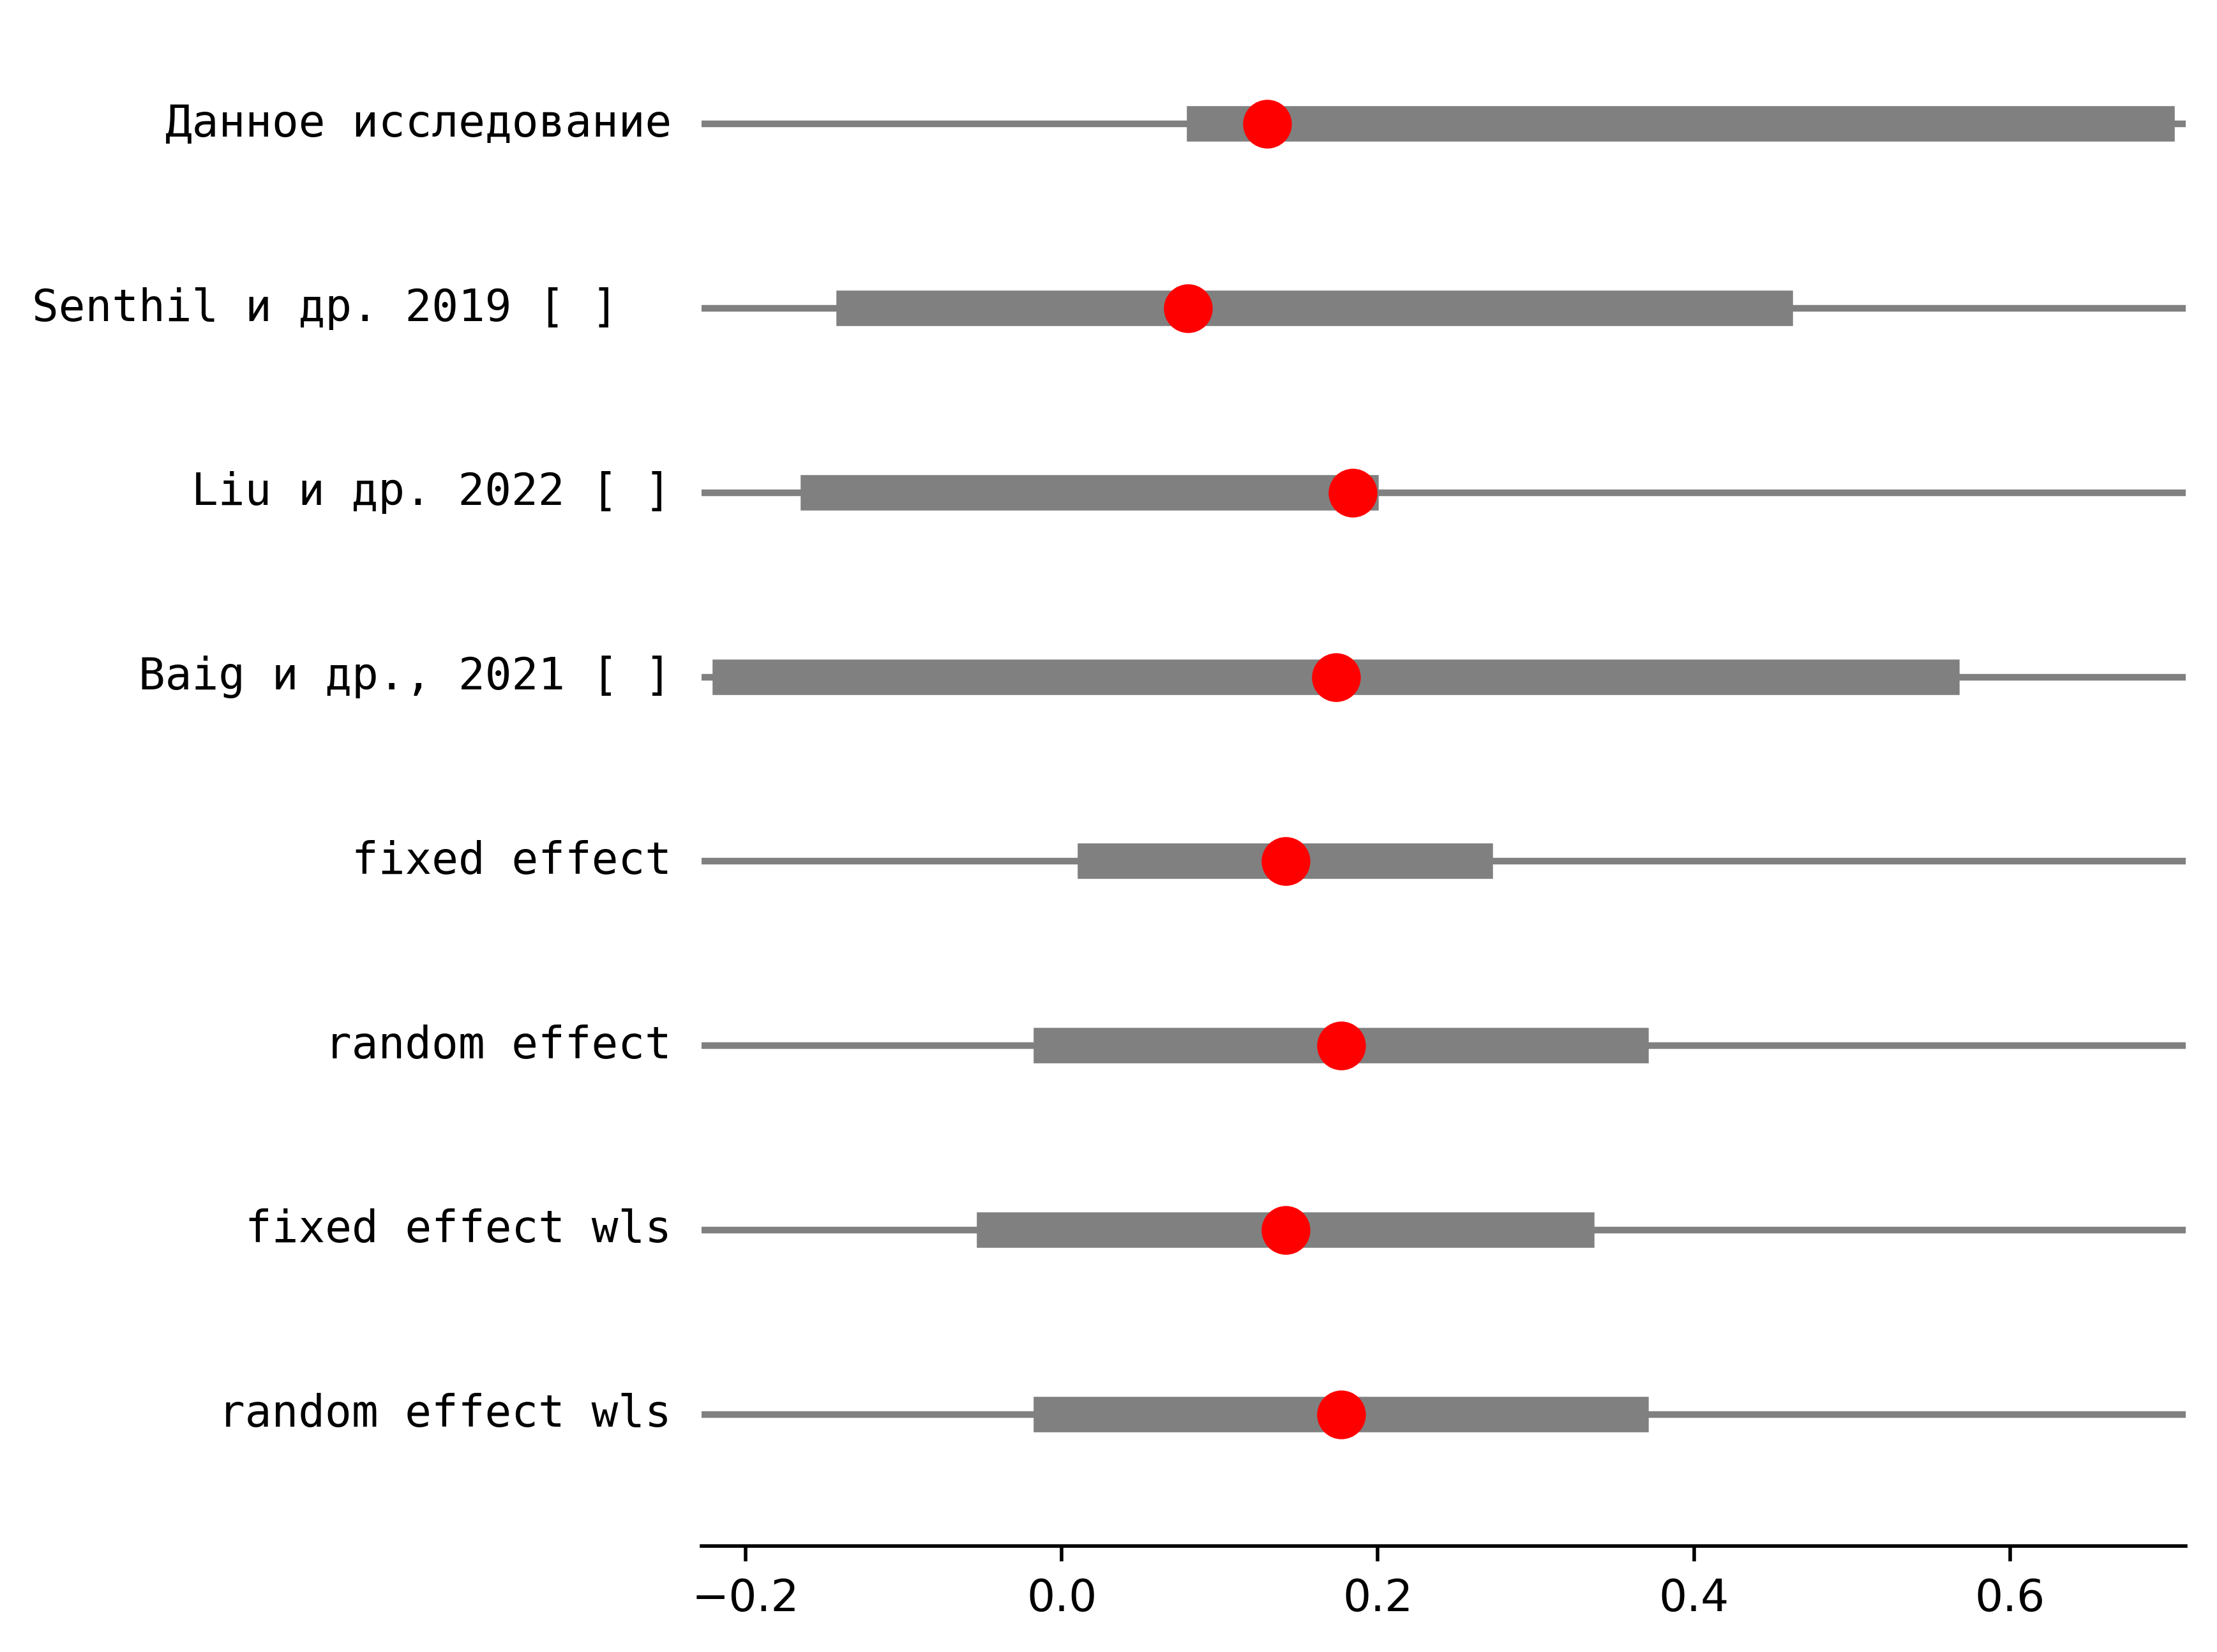 Данное исследование
Senthil и др. 2019 [ ]
Liu и др. 2022 [ ]
Baig и др., 2021 [ ]
fixed effect
random effect
fixed effect wls
random effect wls
−0.2 0.0 0.2 0.4 0.6